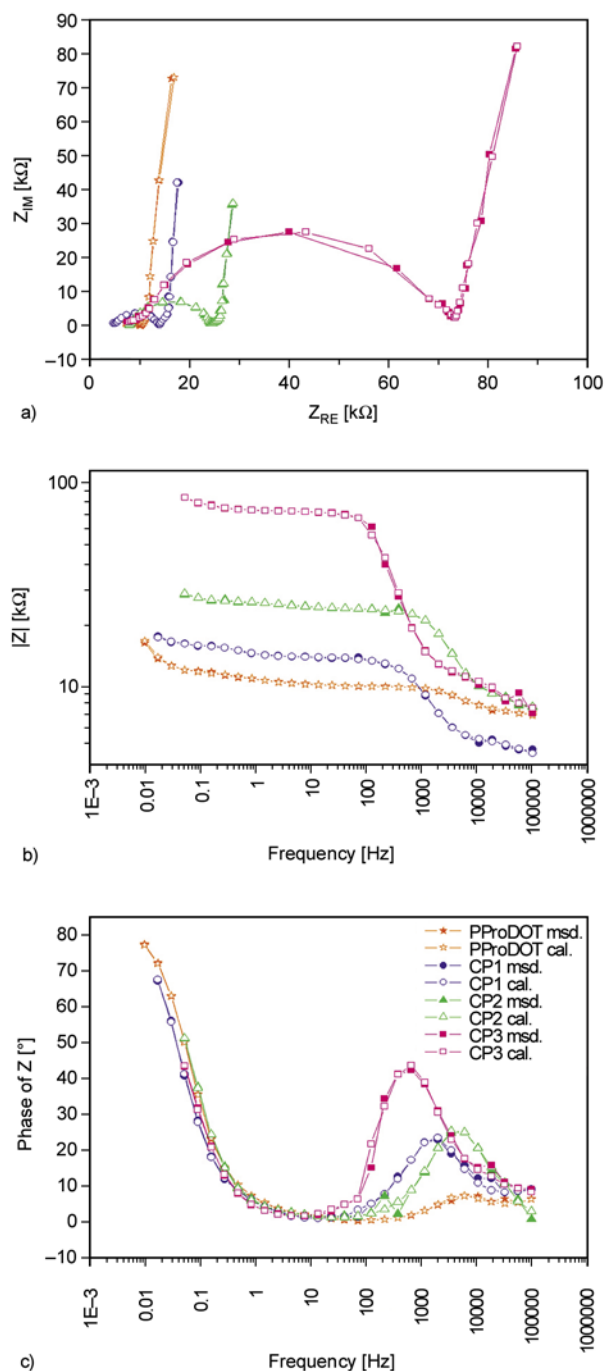 90
80
70
60
50
40
30
20
10
0
–10
Z_IM [kΩ]
0 20 40 60 80 100
Z_RE [kΩ]
a)
100
10
|Z| [kΩ]
1E–3 0.01 0.1 1 10 100 1000 10000 100000 1000000
Frequency [Hz]
b)
80
70
60
50
40
30
20
10
0
–10
Phase of Z [°]
PProDOT msd.
PProDOT cal.
CP1 msd.
CP1 cal.
CP2 msd.
CP2 cal.
CP3 msd.
CP3 cal.
1E–3 0.01 0.1 1 10 100 1000 10000 100000 1000000
Frequency [Hz]
c)